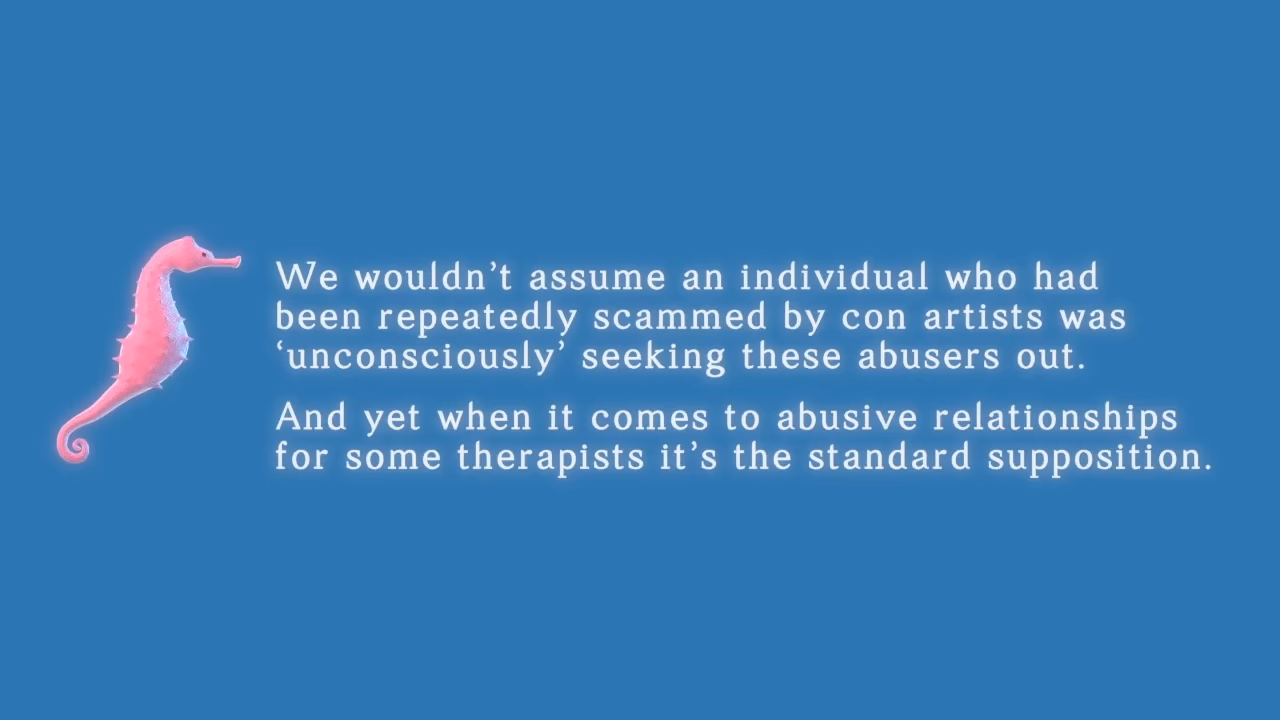 We wouldn’t assume an individual who had
been repeatedly scammed by con artists was
‘unconsciously’ seeking these abusers out.
And yet when it comes to abusive relationships
for some therapists it’s the standard supposition.